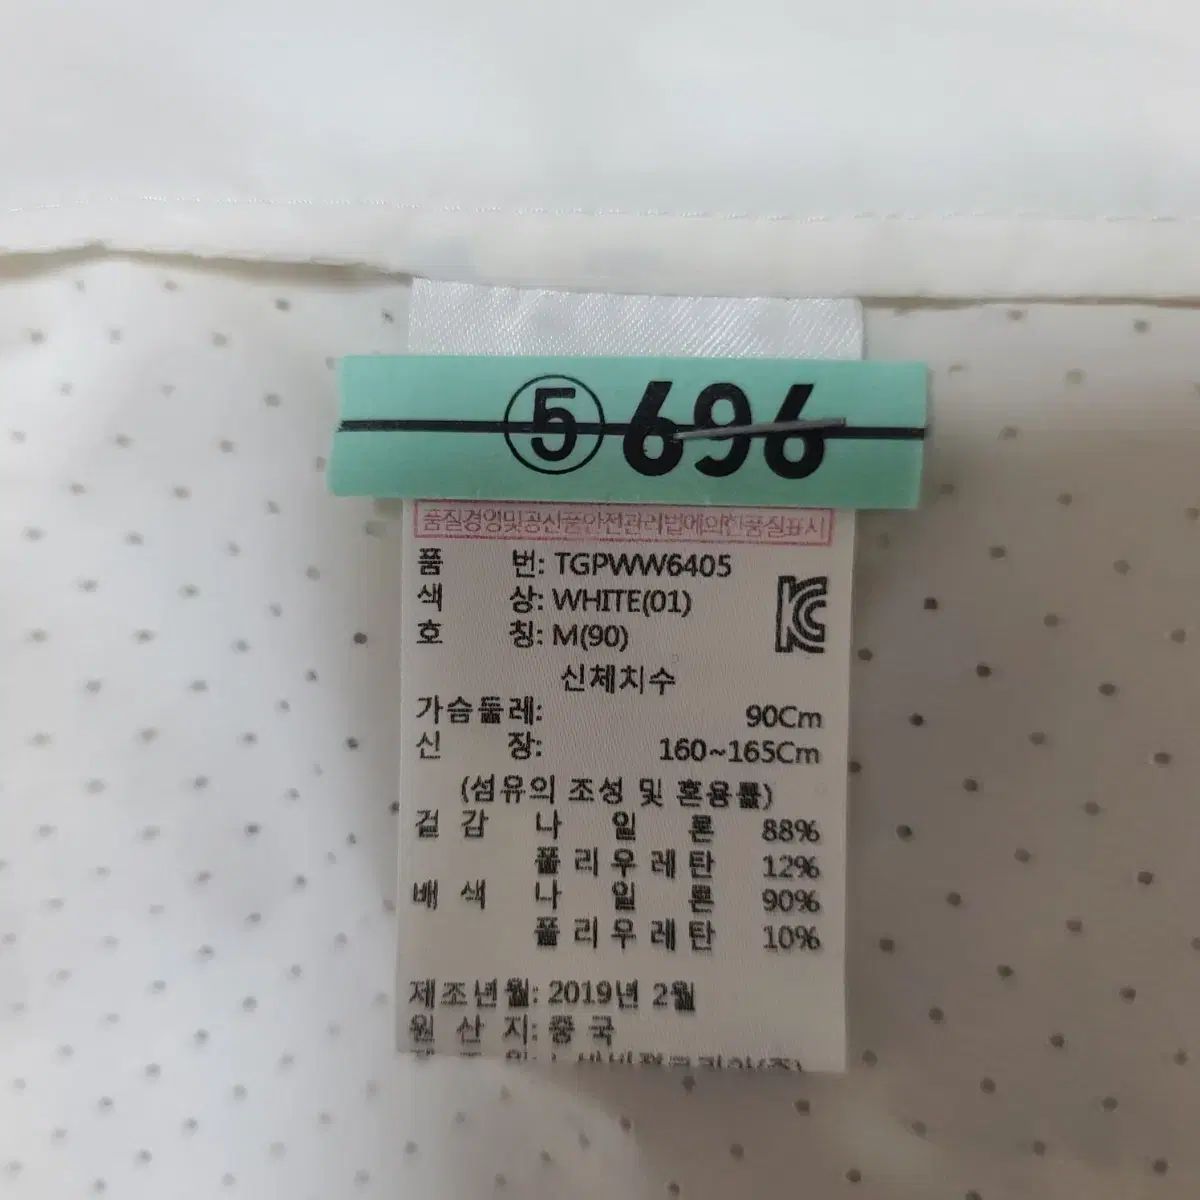 ⑤ 696
품질경영및공산품안전관리법에의한품질표시
품 번: TGPWW6405
색 상: WHITE(01)
호 칭: M(90)
신체치수
가슴둘레: 90Cm
신 장: 160~165Cm
(섬유의 조성 및 혼용률)
겉 감 나 일 론 88%
폴 리 우 레 탄 12%
배 색 나 일 론 90%
폴 리 우 레 탄 10%
제조년월: 2019년 2월
원 산 지: 중 국